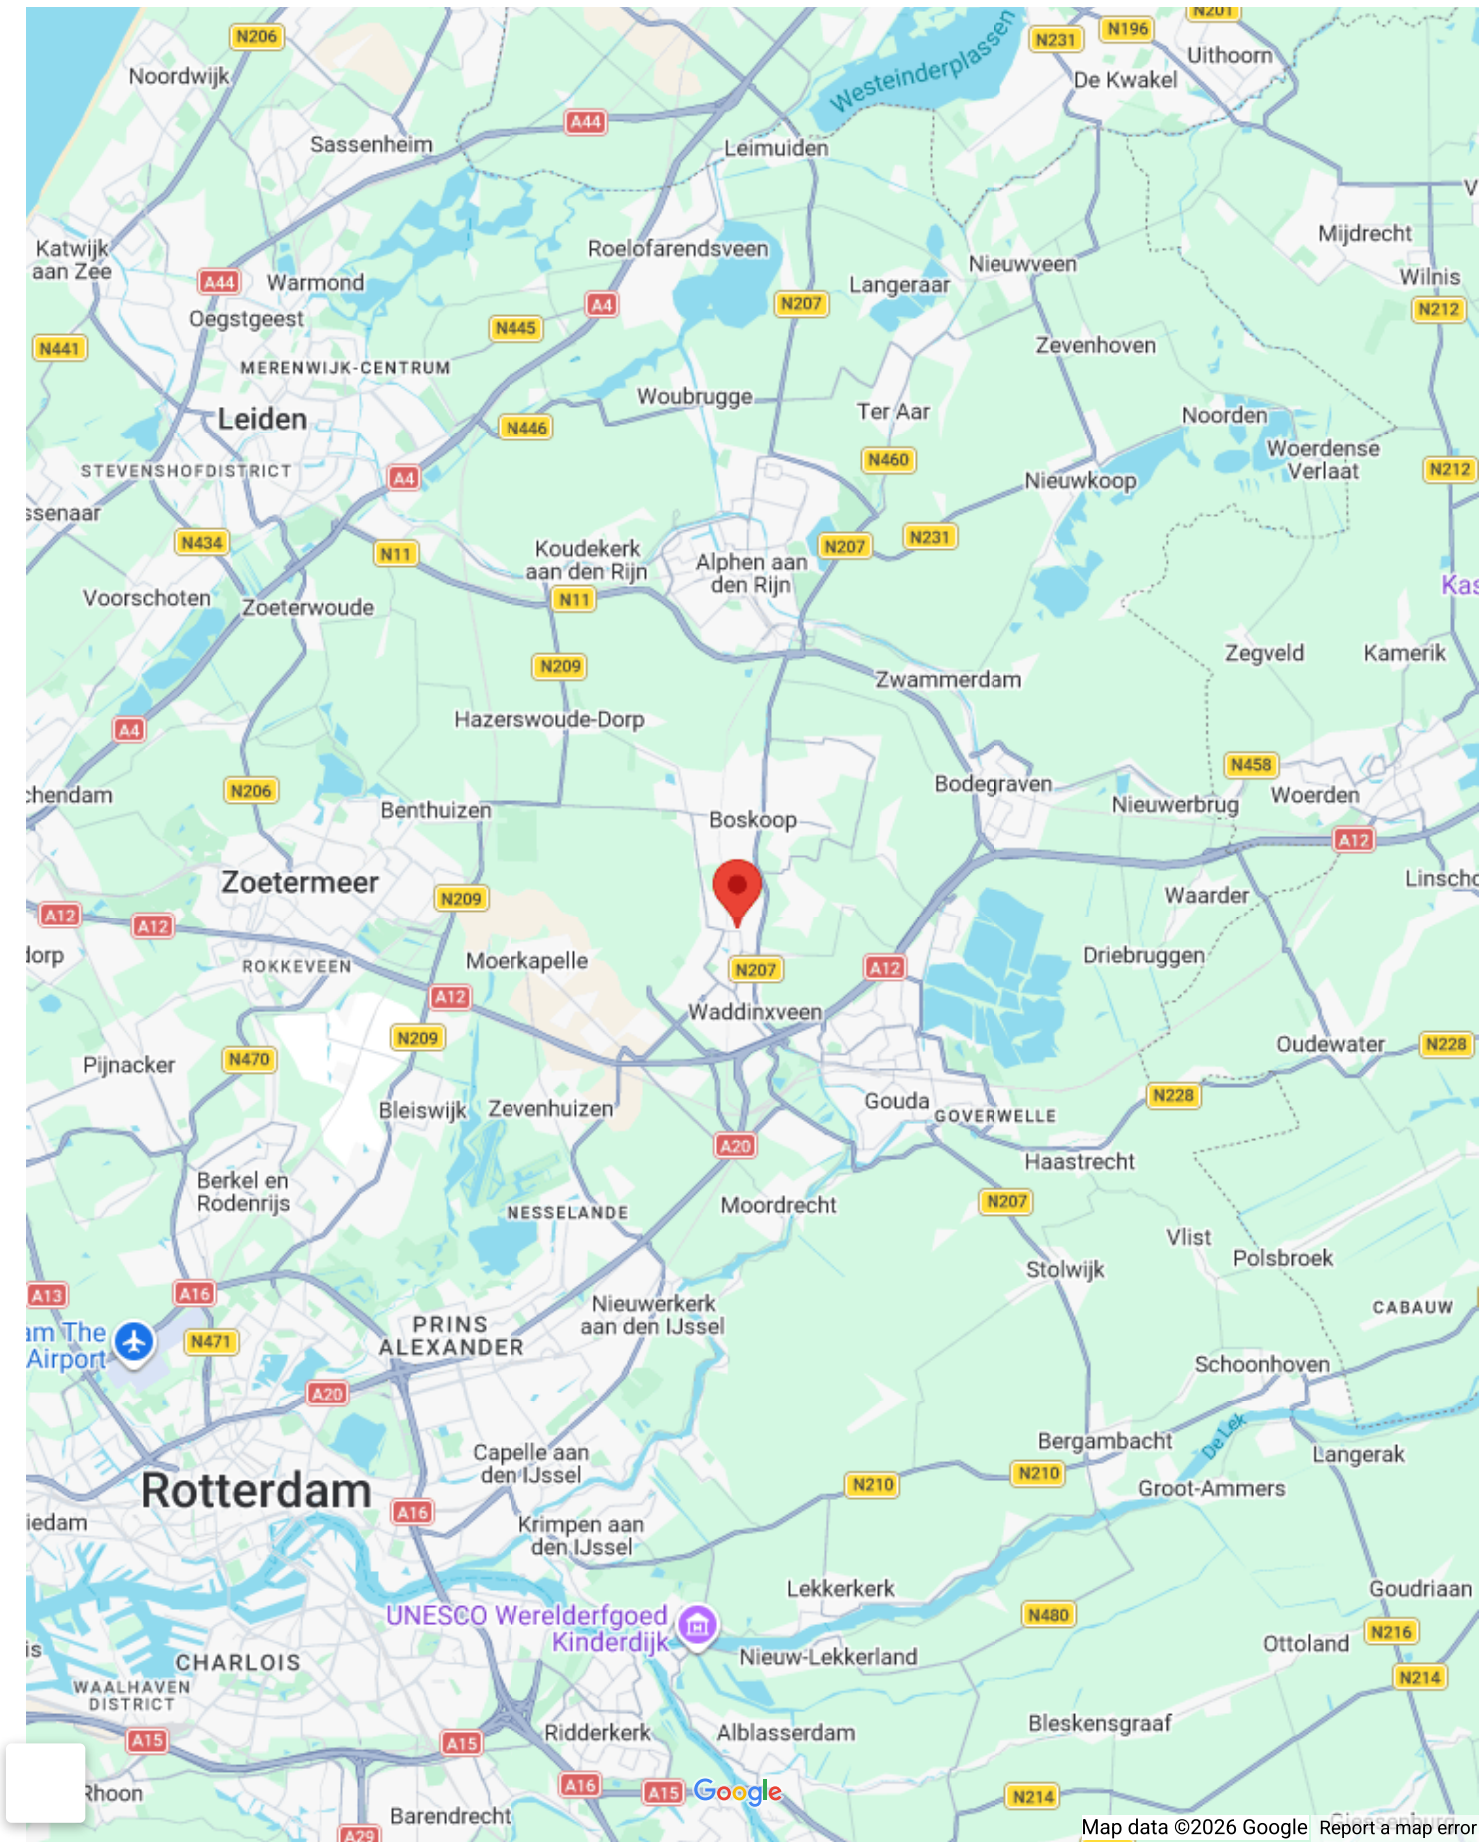 N206
N231
N196
N201
Uithoorn
Noordwijk
De Kwakel
Westeinderplassen
A44
Sassenheim
Leimuiden
Mijdrecht
Katwijk
aan Zee
Roelofarendsveen
Nieuwveen
A44
Warmond
Langeraar
Wilnis
A4
N207
N212
Oegstgeest
N445
N441
Zevenhoven
MERENWIJK-CENTRUM
Woubrugge
Ter Aar
Noorden
Leiden
N446
Woerdense
Verlaat
N460
STEVENSHOFDISTRICT
A4
Nieuwkoop
N212
ssenaar
N434
N11
Koudekerk
aan den Rijn
Alphen aan
den Rijn
N207
N231
Kas
Voorschoten
Zoeterwoude
N11
Zegveld
Kamerik
N209
Zwammerdam
A4
Hazerswoude-Dorp
N458
N206
chendam
Bodegraven
Nieuwerbrug
Woerden
Benthuizen
Boskoop
A12
Zoetermeer
N209
Linscho
Waarder
A12
A12
dorp
ROKKEVEEN
Moerkapelle
N207
A12
Driebruggen
A12
Waddinxveen
N209
Oudewater
N228
Pijnacker
N470
Bleiswijk
Zevenhuizen
Gouda
GOVERWELLE
N228
A20
Haastrecht
Berkel en
Rodenrijs
NESSELANDE
Moordrecht
N207
Vlist
Polsbroek
Stolwijk
A13
A16
Nieuwerkerk
aan den IJssel
CABAUW
am The
Airport
N471
PRINS
ALEXANDER
Schoonhoven
A20
De Lek
Bergambacht
Langerak
Capelle aan
den IJssel
N210
N210
Groot-Ammers
Rotterdam
A16
iedam
Krimpen aan
den IJssel
Lekkerkerk
Goudriaan
UNESCO Werelderfgoed
Kinderdijk
N480
N216
is
Ottoland
CHARLOIS
Nieuw-Lekkerland
N214
WAALHAVEN
DISTRICT
Bleskensgraaf
A15
A15
Ridderkerk
Alblasserdam
Rhoon
A16
A15
Google
N214
Barendrecht
Giessenburg
A29
Map data ©2026 Google
Report a map error